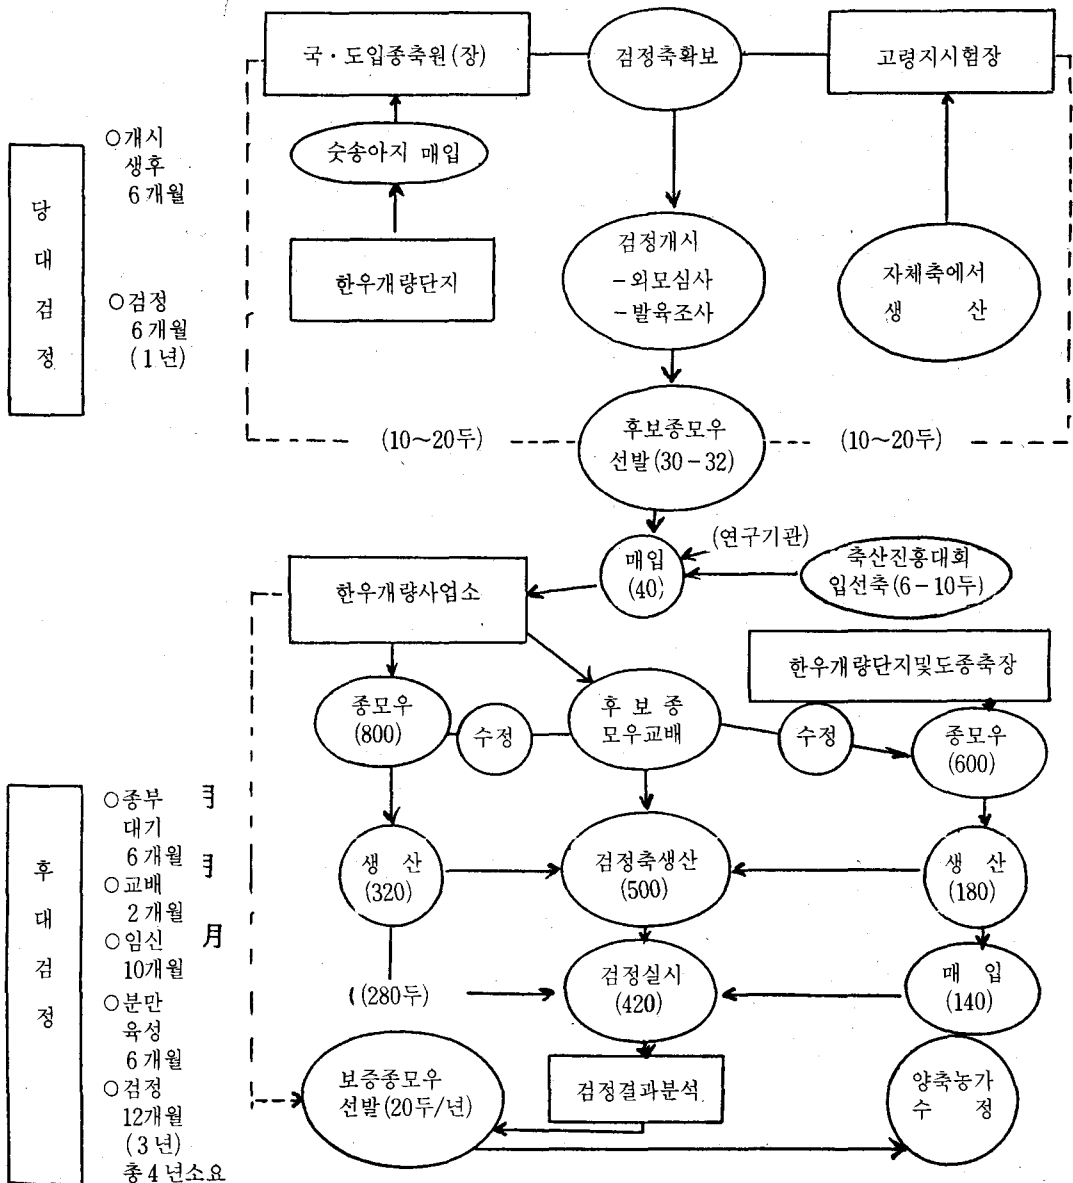 국·도입종축원(장)
검정축확보
고령지시험장
숫송아지 매입
한우개량단지
검정개시
-외모심사
-발육조사
자체축에서
생 산
당
대
검
정
○개시
생후
6개월
○검정
6개월
(1년)
(10~20두)
후보종모우
선발(30-32)
(10~20두)
매입
(40)
(연구기관)
축산진흥대회
입선축(6-10두)
한우개량사업소
한우개량단지및도종축장
종모우
(800)
수정
후 보 종
모우교배
수정
종모우
(600)
생 산
(320)
검정축생산
(500)
생 산
(180)
(280두)
검정실시
(420)
매 입
(140)
보증종모우
선발(20두/년)
검정결과분석
양축농가
수 정
후
대
검
정
○종부
대기
6개월
○교배
2개월
○임신 月
10개월
○분만
육성
6개월
○검정
12개월
(3년)
총4년소요